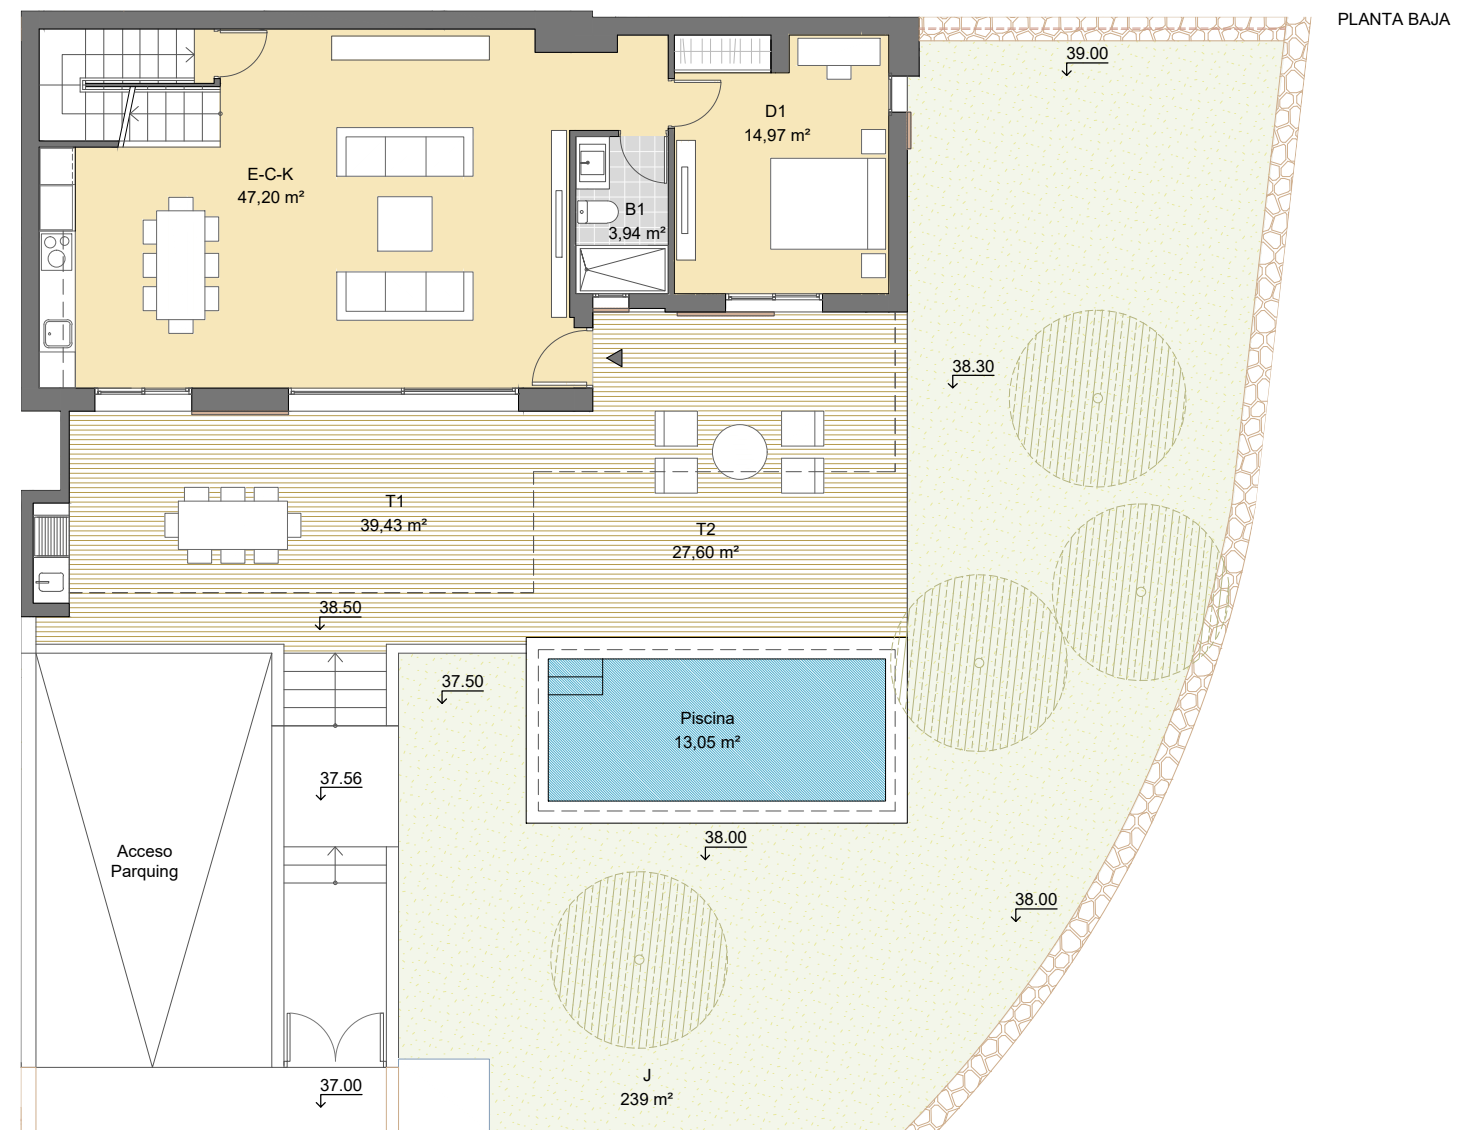 PLANTA BAJA
39.00
D1
14,97 m²
E-C-K
47,20 m²
B1
3,94 m²
38.30
T1
39,43 m²
T2
27,60 m²
38.50
37.50
Piscina
13,05 m²
37.56
38.00
Acceso
Parquing
38.00
J
239 m²
37.00